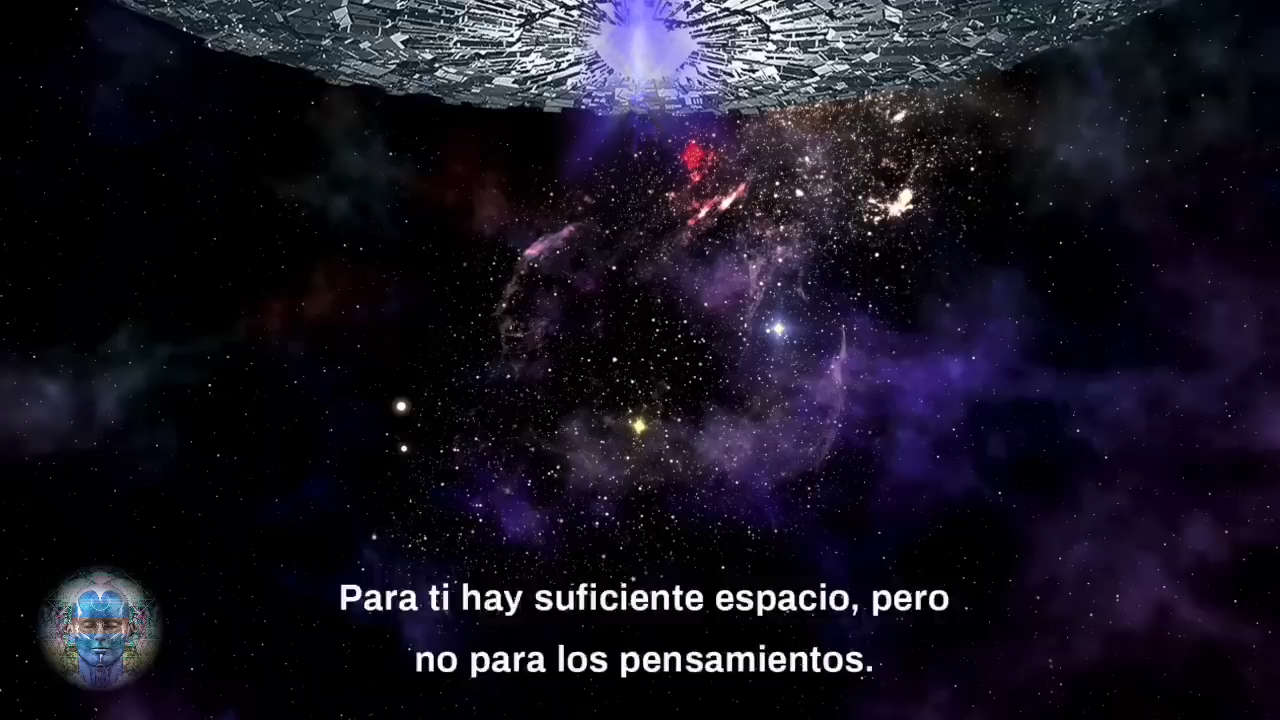 Para ti hay suficiente espacio, pero
no para los pensamientos.